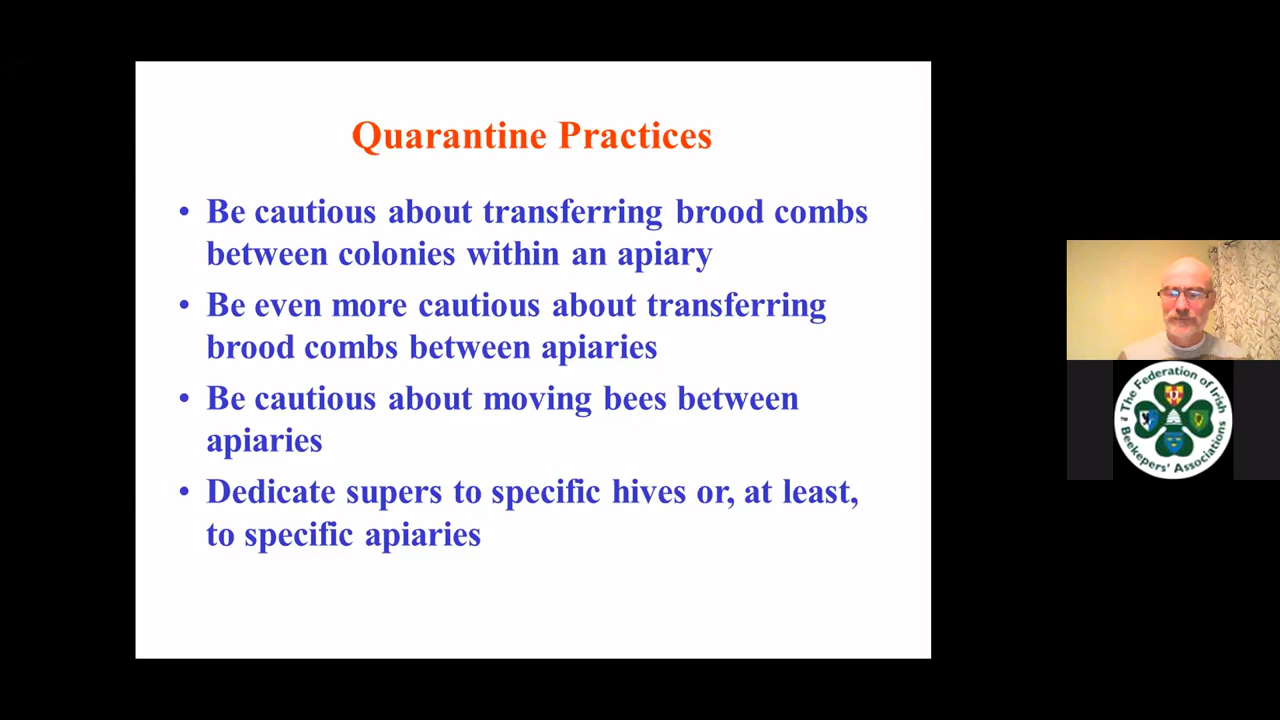 Quarantine Practices
• Be cautious about transferring brood combs
between colonies within an apiary
• Be even more cautious about transferring
brood combs between apiaries
• Be cautious about moving bees between
apiaries
• Dedicate supers to specific hives or, at least,
to specific apiaries
The Federation of Irish
Beekepers' Associations